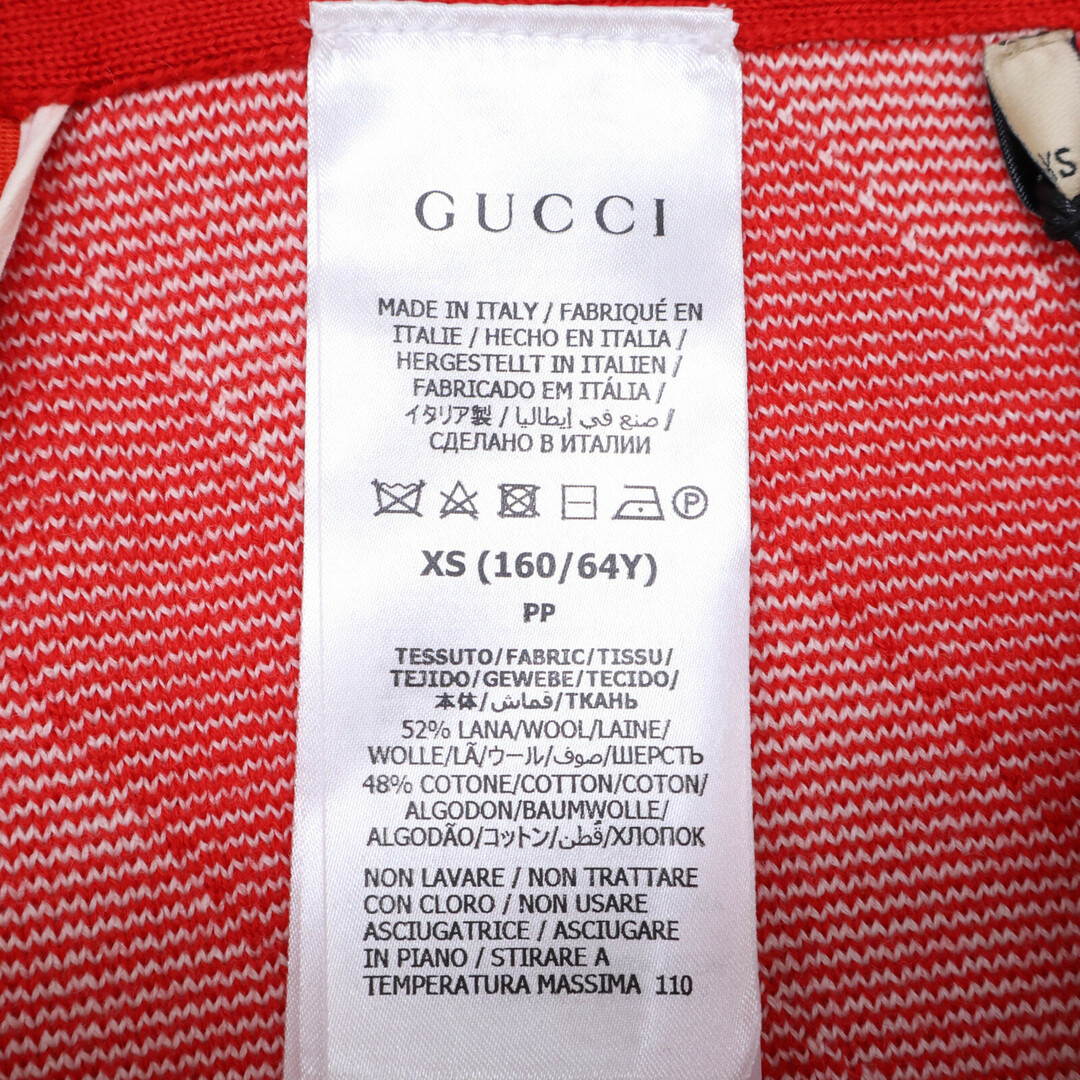 GUCCI
MADE IN ITALY / FABRIQUÉ EN
ITALIE / HECHO EN ITALIA /
HERGESTELLT IN ITALIEN /
FABRICADO EM ITÁLIA /
イタリア製 / صنع في إيطاليا /
СДЕЛАНО В ИТАЛИИ
P
XS (160/64Y)
PP
TESSUTO/FABRIC/TISSU/
TEJIDO/GEWEBE/TECIDO/
本体/قماش/ТКАНЬ
52% LANA/WOOL/LAINE/
WOLLE/LÃ/ウール/صوف/ШЕРСТЬ
48% COTONE/COTTON/COTON/
ALGODON/BAUMWOLLE/
ALGODÃO/コットン/قُطن/ХЛОПОК
NON LAVARE / NON TRATTARE
CON CLORO / NON USARE
ASCIUGATRICE / ASCIUGARE
IN PIANO / STIRARE A
TEMPERATURA MASSIMA 110
XS